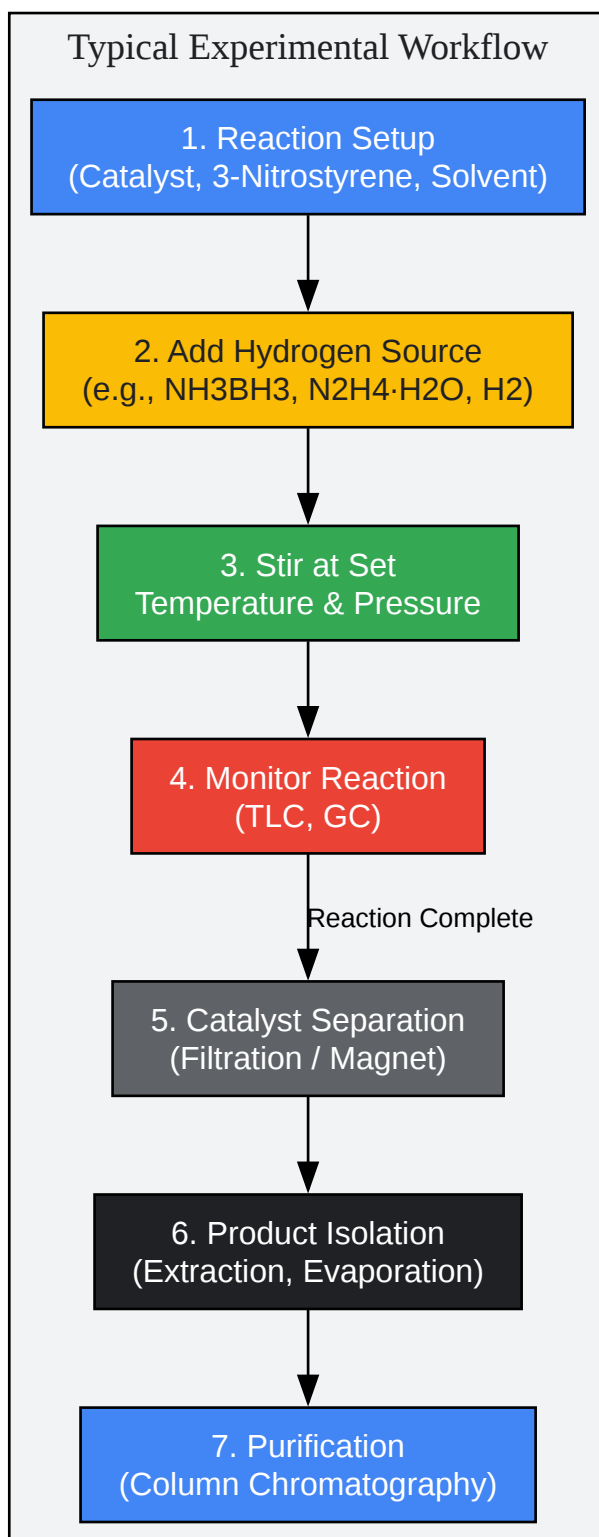 Typical Experimental Workflow
1. Reaction Setup
(Catalyst, 3-Nitrostyrene, Solvent)
2. Add Hydrogen Source
(e.g., NH3BH3, N2H4·H2O, H2)
3. Stir at Set
Temperature & Pressure
4. Monitor Reaction
(TLC, GC)
Reaction Complete
5. Catalyst Separation
(Filtration / Magnet)
6. Product Isolation
(Extraction, Evaporation)
7. Purification
(Column Chromatography)